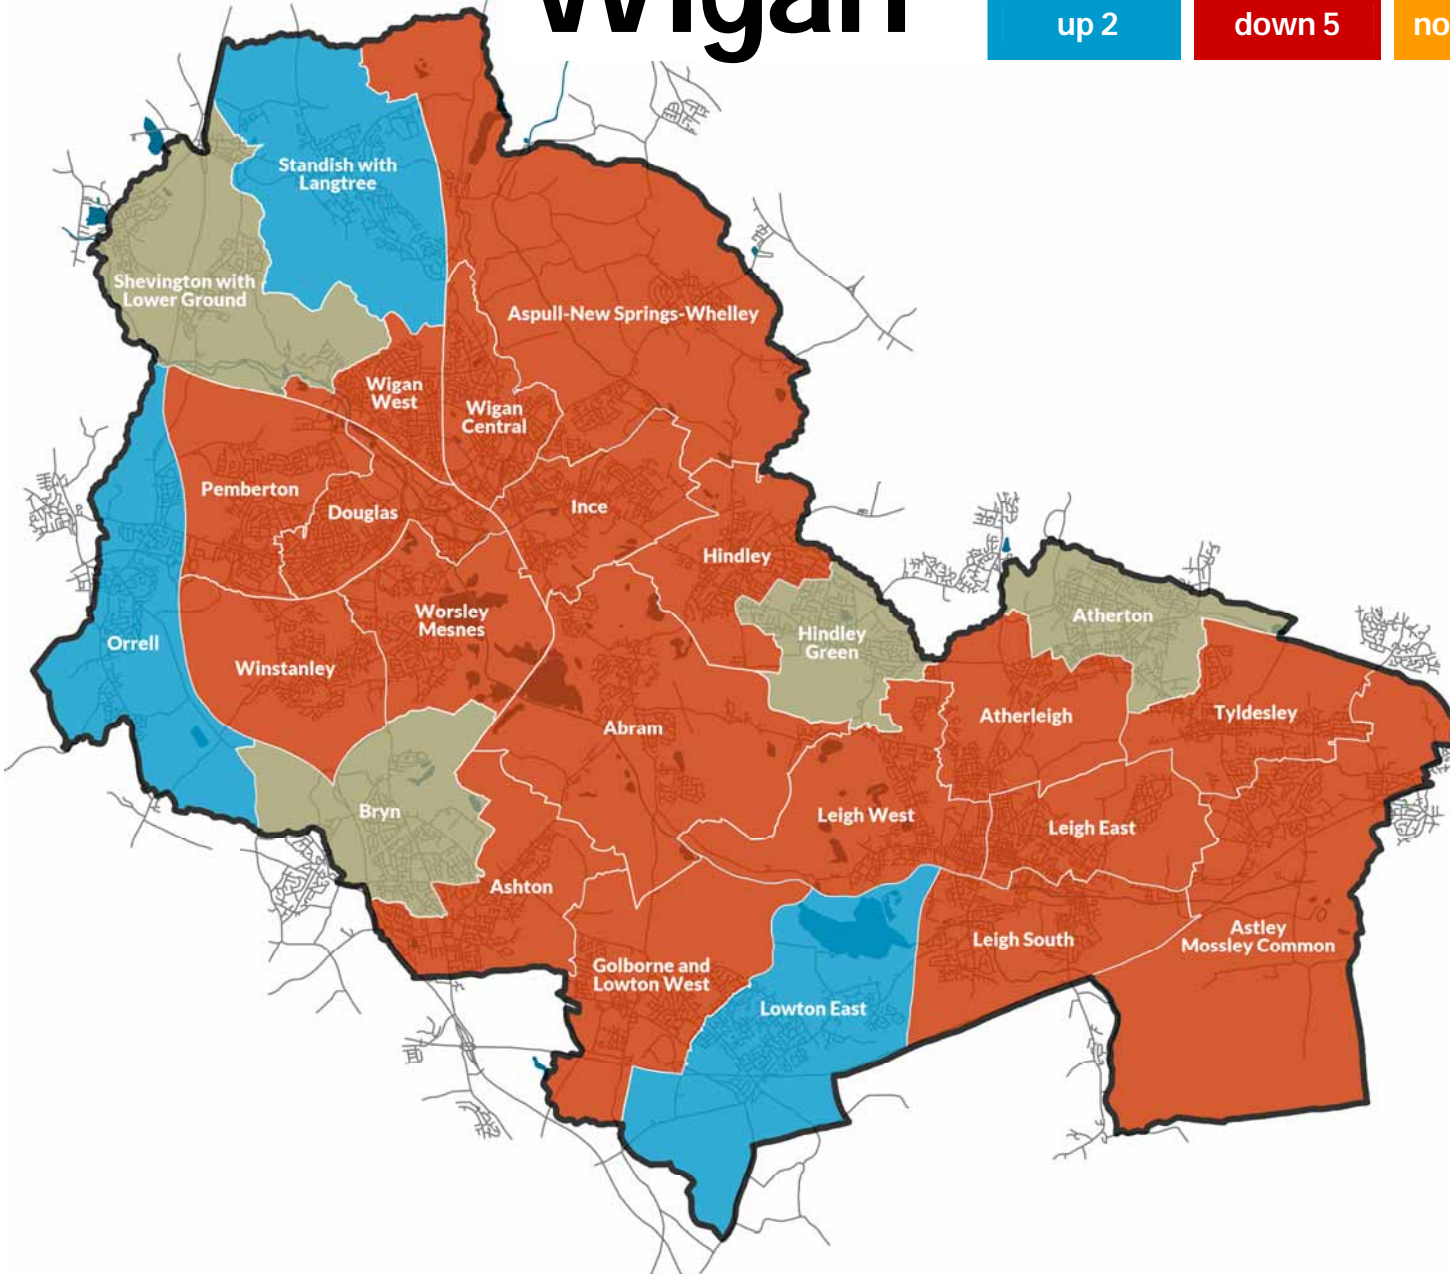 Wigan
up 2
down 5
no
Standish with
Langtree
Shevington with
Lower Ground
Aspull-New Springs-Whelley
Wigan
West
Wigan
Central
Pemberton
Douglas
Ince
Hindley
Worsley
Mesnes
Hindley
Green
Atherton
Orrell
Winstanley
Abram
Atherleigh
Tyldesley
Bryn
Leigh West
Leigh East
Ashton
Golborne and
Lowton West
Leigh South
Astley
Mossley Common
Lowton East